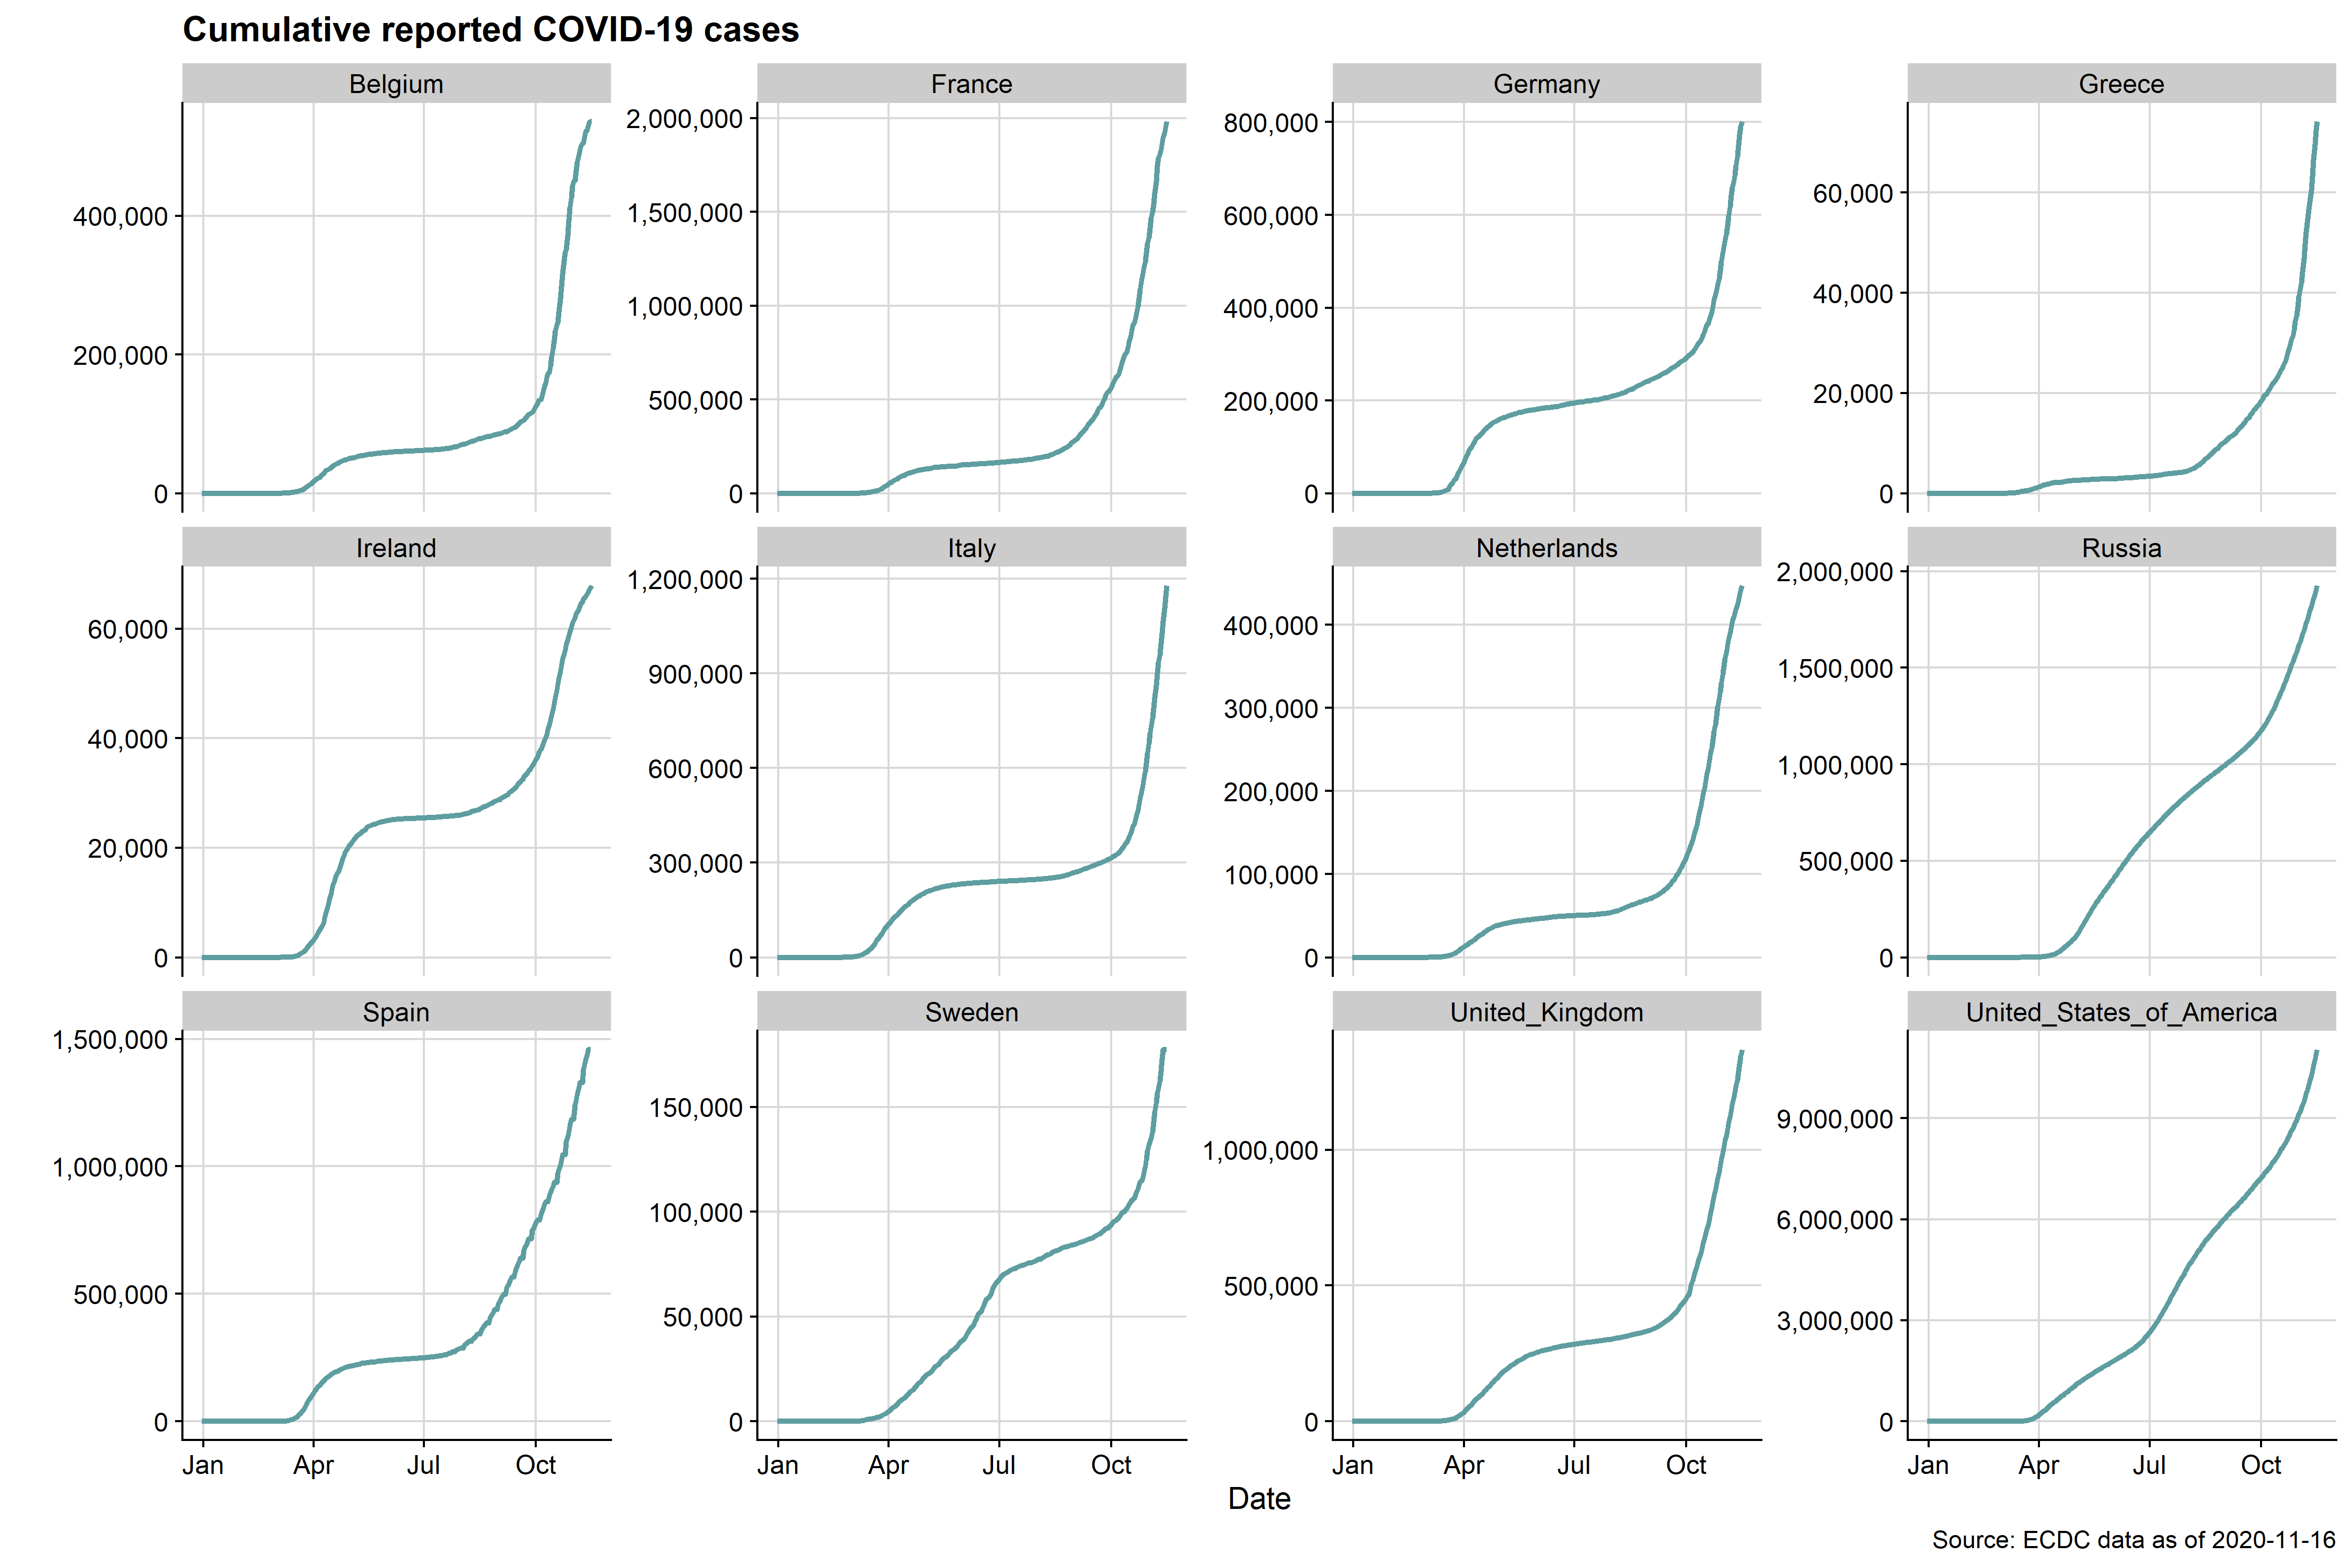 Cumulative reported COVID-19 cases
Belgium
France
Germany
Greece
400,000
200,000
0
2,000,000
1,500,000
1,000,000
500,000
0
800,000
600,000
400,000
200,000
0
60,000
40,000
20,000
0
Ireland
Italy
Netherlands
Russia
60,000
40,000
20,000
0
1,200,000
900,000
600,000
300,000
0
400,000
300,000
200,000
100,000
0
2,000,000
1,500,000
1,000,000
500,000
0
Spain
Sweden
United_Kingdom
United_States_of_America
1,500,000
1,000,000
500,000
0
150,000
100,000
50,000
0
1,000,000
500,000
0
9,000,000
6,000,000
3,000,000
0
Jan Apr Jul Oct
Jan Apr Jul Oct
Jan Apr Jul Oct
Jan Apr Jul Oct
Date
Source: ECDC data as of 2020-11-16